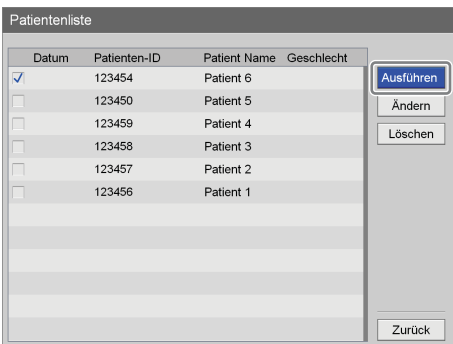 Patientenliste
Datum Patienten-ID Patient Name Geschlecht
123454 Patient 6
123450 Patient 5
123459 Patient 4
123458 Patient 3
123457 Patient 2
123456 Patient 1
Ausführen
Ändern
Löschen
Zurück